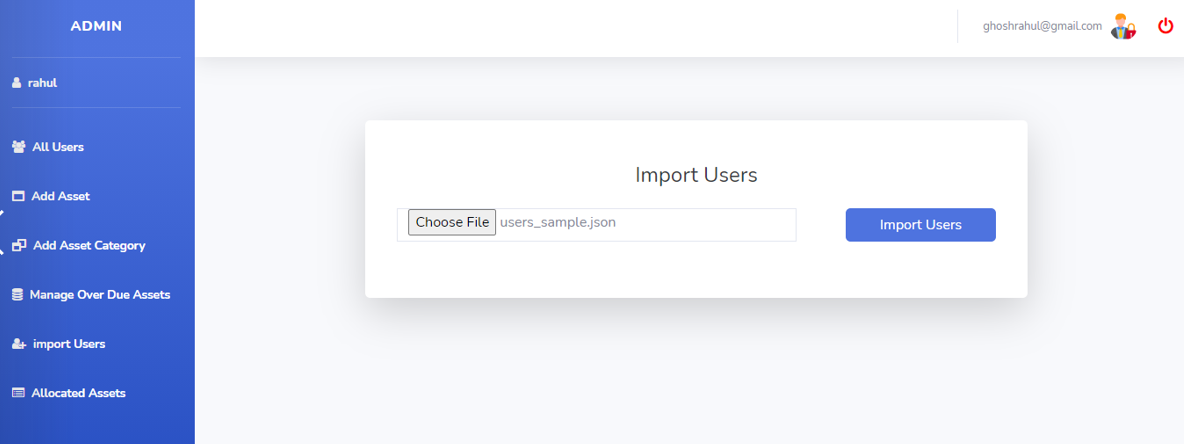 ADMIN
ghoshrahul@gmail.com
rahul
All Users
Add Asset
Add Asset Category
Manage Over Due Assets
import Users
Allocated Assets
Import Users
Choose File users_sample.json
Import Users